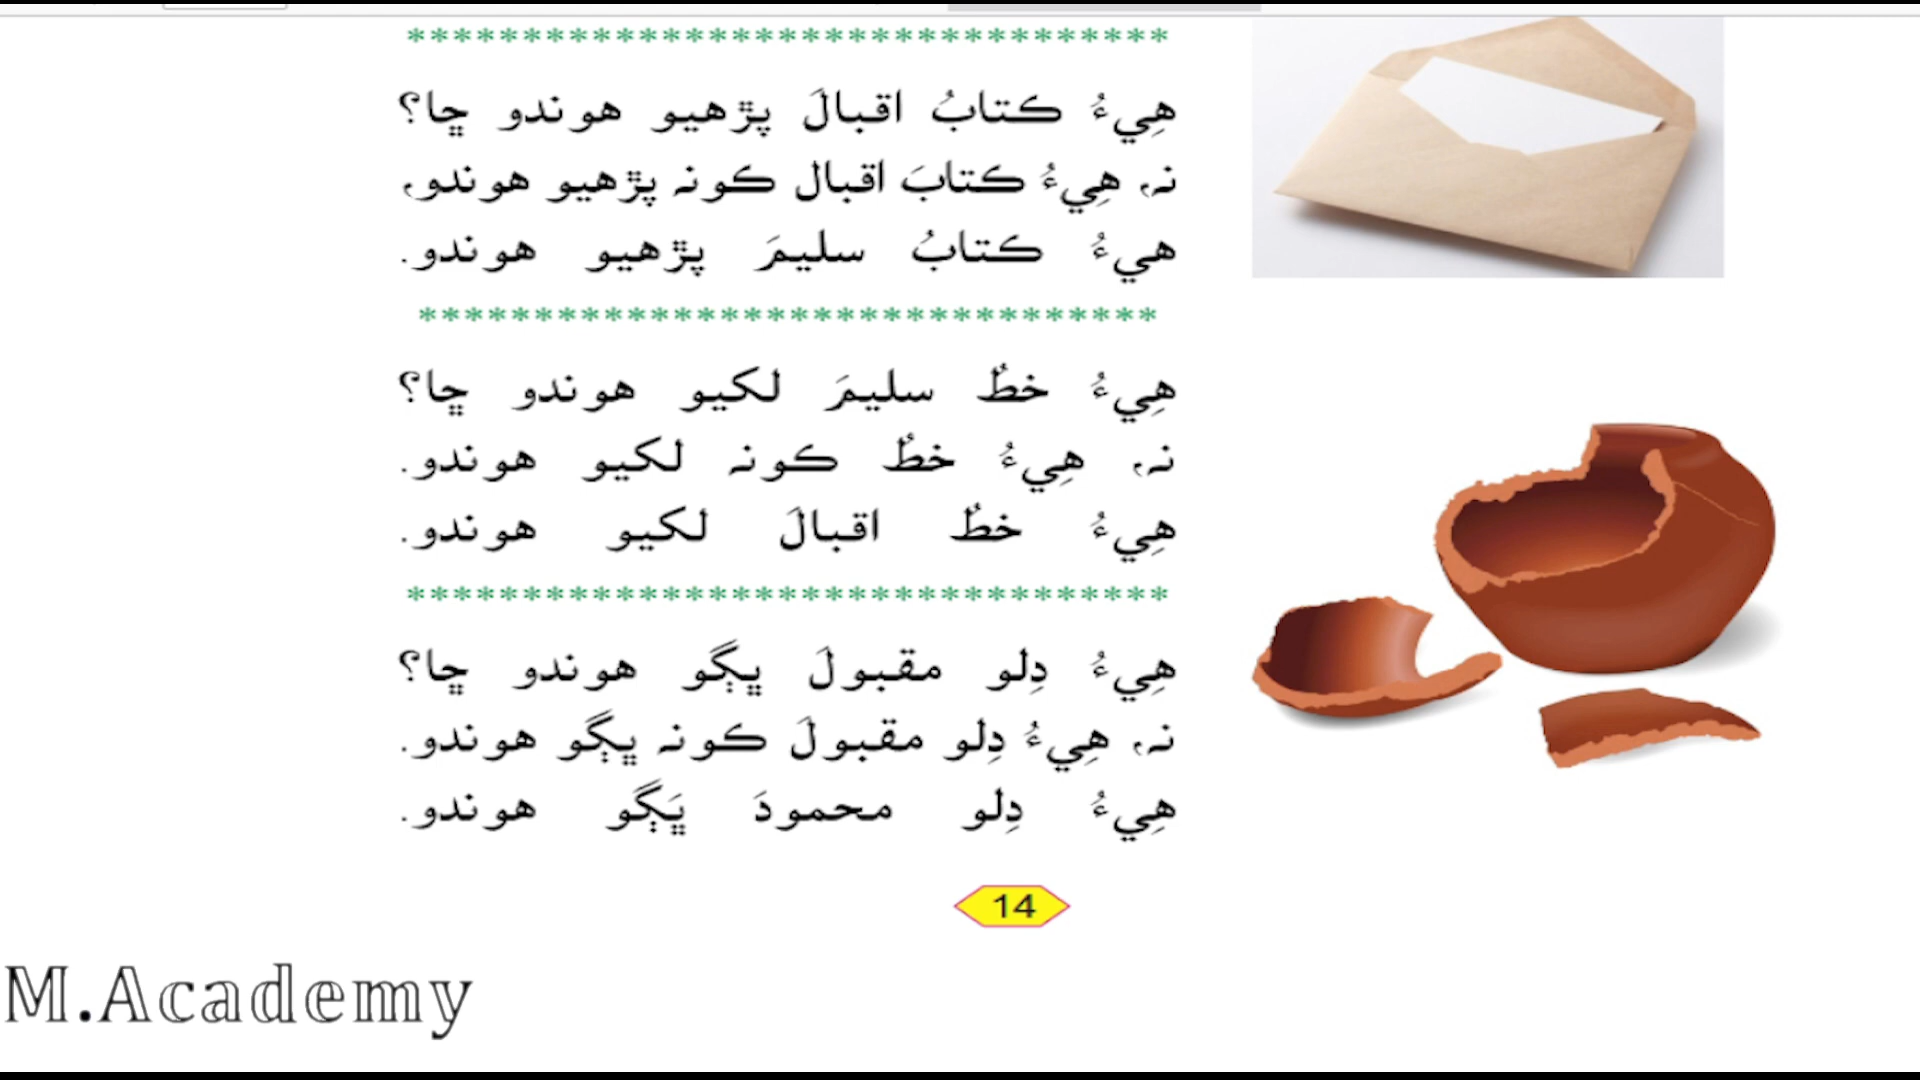 *********************************
هِيءُ ڪتابُ اقبالَ پڙهيو هوندو ڇا؟
نہ، هِيءُ ڪتابَ اقبال ڪونہ پڙهيو هوندو،
هيءُ ڪتابُ سليمَ پڙهيو هوندو.
********************************
هِيءُ خطُ سليمَ لکيو هوندو ڇا؟
نہ، هِيءُ خطُ ڪونہ لکيو هوندو.
هِيءُ خطُ اقبالَ لکيو هوندو.
*********************************
هِيءُ دِلو مقبولَ ڀڳو هوندو ڇا؟
نہ، هِيءُ دِلو مقبولَ ڪونہ ڀڳو هوندو.
هِيءُ دِلو محمودَ ڀَڳو هوندو.
14
M.Academy